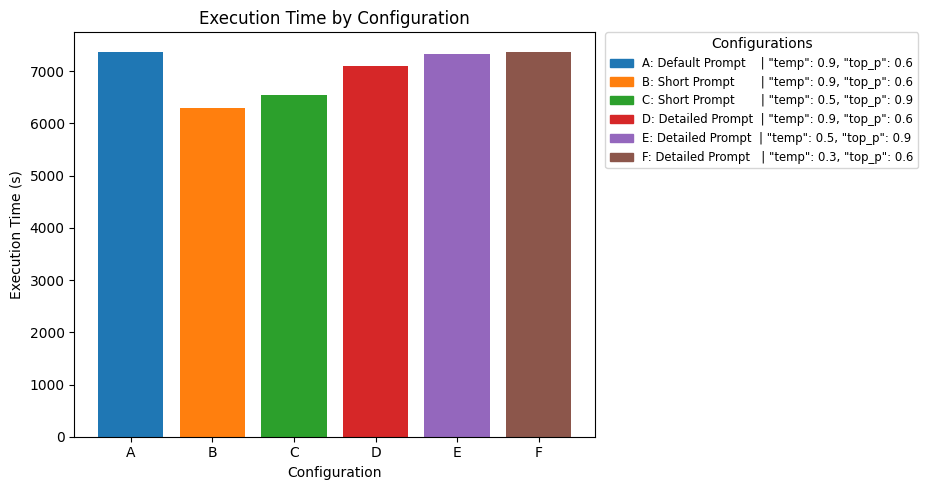 Execution Time by Configuration
Execution Time (s)
7000
6000
5000
4000
3000
2000
1000
0
A B C D E F
Configuration
Configurations
A: Default Prompt | "temp": 0.9, "top_p": 0.6
B: Short Prompt | "temp": 0.9, "top_p": 0.6
C: Short Prompt | "temp": 0.5, "top_p": 0.9
D: Detailed Prompt | "temp": 0.9, "top_p": 0.6
E: Detailed Prompt | "temp": 0.5, "top_p": 0.9
F: Detailed Prompt | "temp": 0.3, "top_p": 0.6